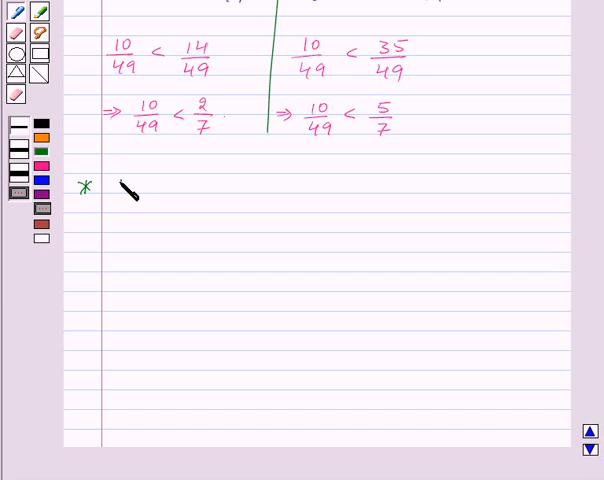 10/49 < 14/49
10/49 < 35/49
⇒ 10/49 < 2/7.
⇒ 10/49 < 5/7
*